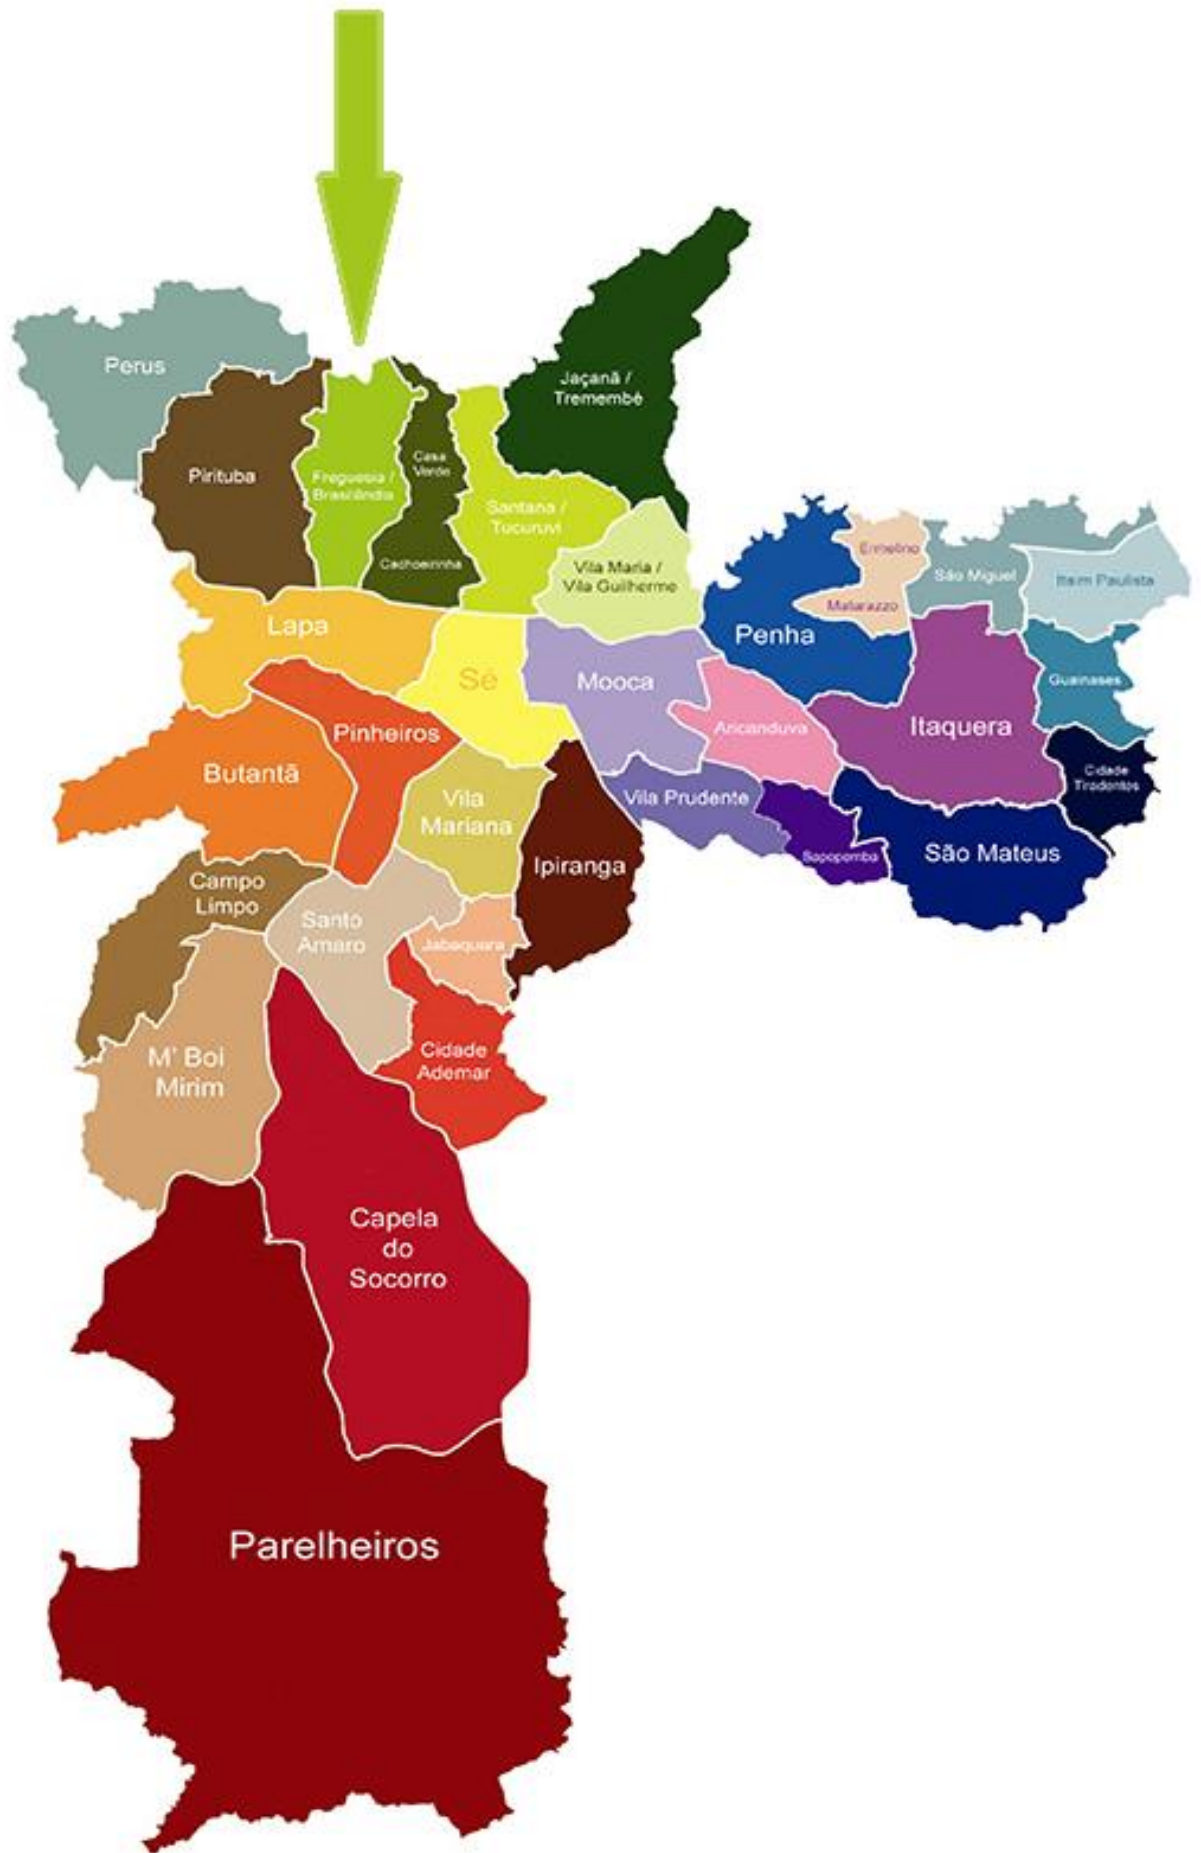 Perus
Jaçanã /
Tremembé
Pirituba
Freguesia /
Brasilândia
Casa
Verde
Cachoeirinha
Santana /
Tucuruvi
Vila Maria /
Vila Guilherme
Ermelino
Matarazzo
São Miguel
Itaim Paulista
Lapa
Penha
Sé
Mooca
Guainases
Pinheiros
Aricanduva
Itaquera
Butantã
Cidade
Tiradentes
Vila
Mariana
Vila Prudente
Ipiranga
Sapopemba
São Mateus
Campo
Limpo
Santo
Amaro
Jabaquara
M' Boi
Mirim
Cidade
Ademar
Capela
do
Socorro
Parelheiros